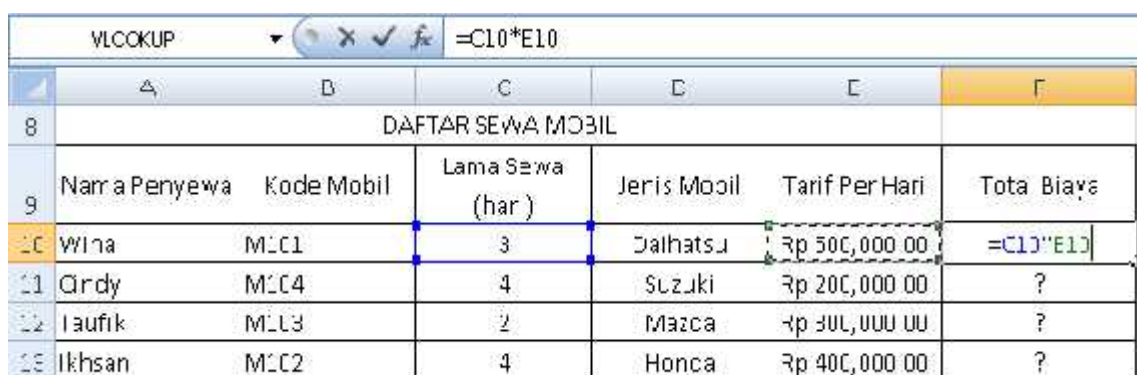 VLOOKUP fx =C10*E10
A B C D E F
8 DAFTAR SEWA MOBIL
9 Nama Penyewa Kode Mobil Lama Sewa (hari) Jenis Mobil Tarif Per Hari Total Biaya
10 Wina M101 3 Daihatsu Rp 500,000.00 =C10*E10
11 Cindy M104 4 Suzuki Rp 200,000.00 ?
12 Taufik M103 2 Mazda Rp 300,000.00 ?
13 Ikhsan M102 4 Honda Rp 400,000.00 ?